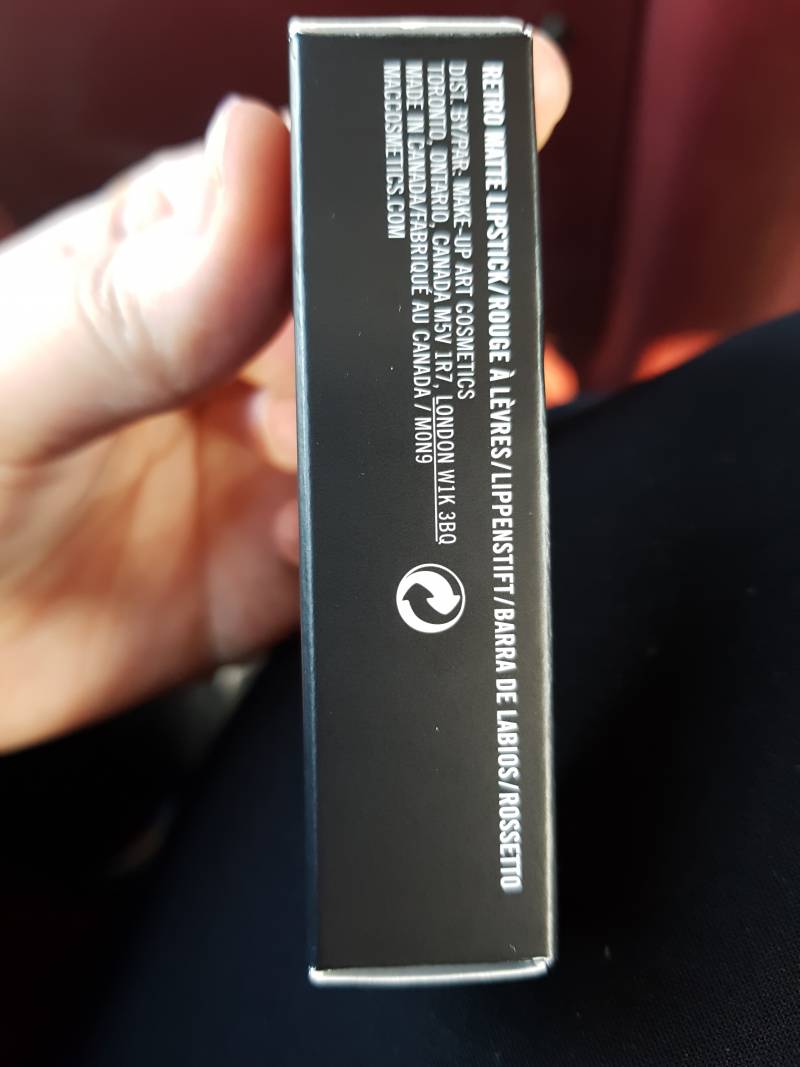 RETRO MATTE LIPSTICK/ROUGE À LÈVRES/LIPPENSTIFT/BARRA DE LABIOS/ROSSETTO
DIST. BY/PAR. MAKE-UP ART COSMETICS
TORONTO, ONTARIO, CANADA M5V 1R7, LONDON W1K 3BQ
MADE IN CANADA/FABRIQUÉ AU CANADA / MON9
MACCOSMETICS.COM